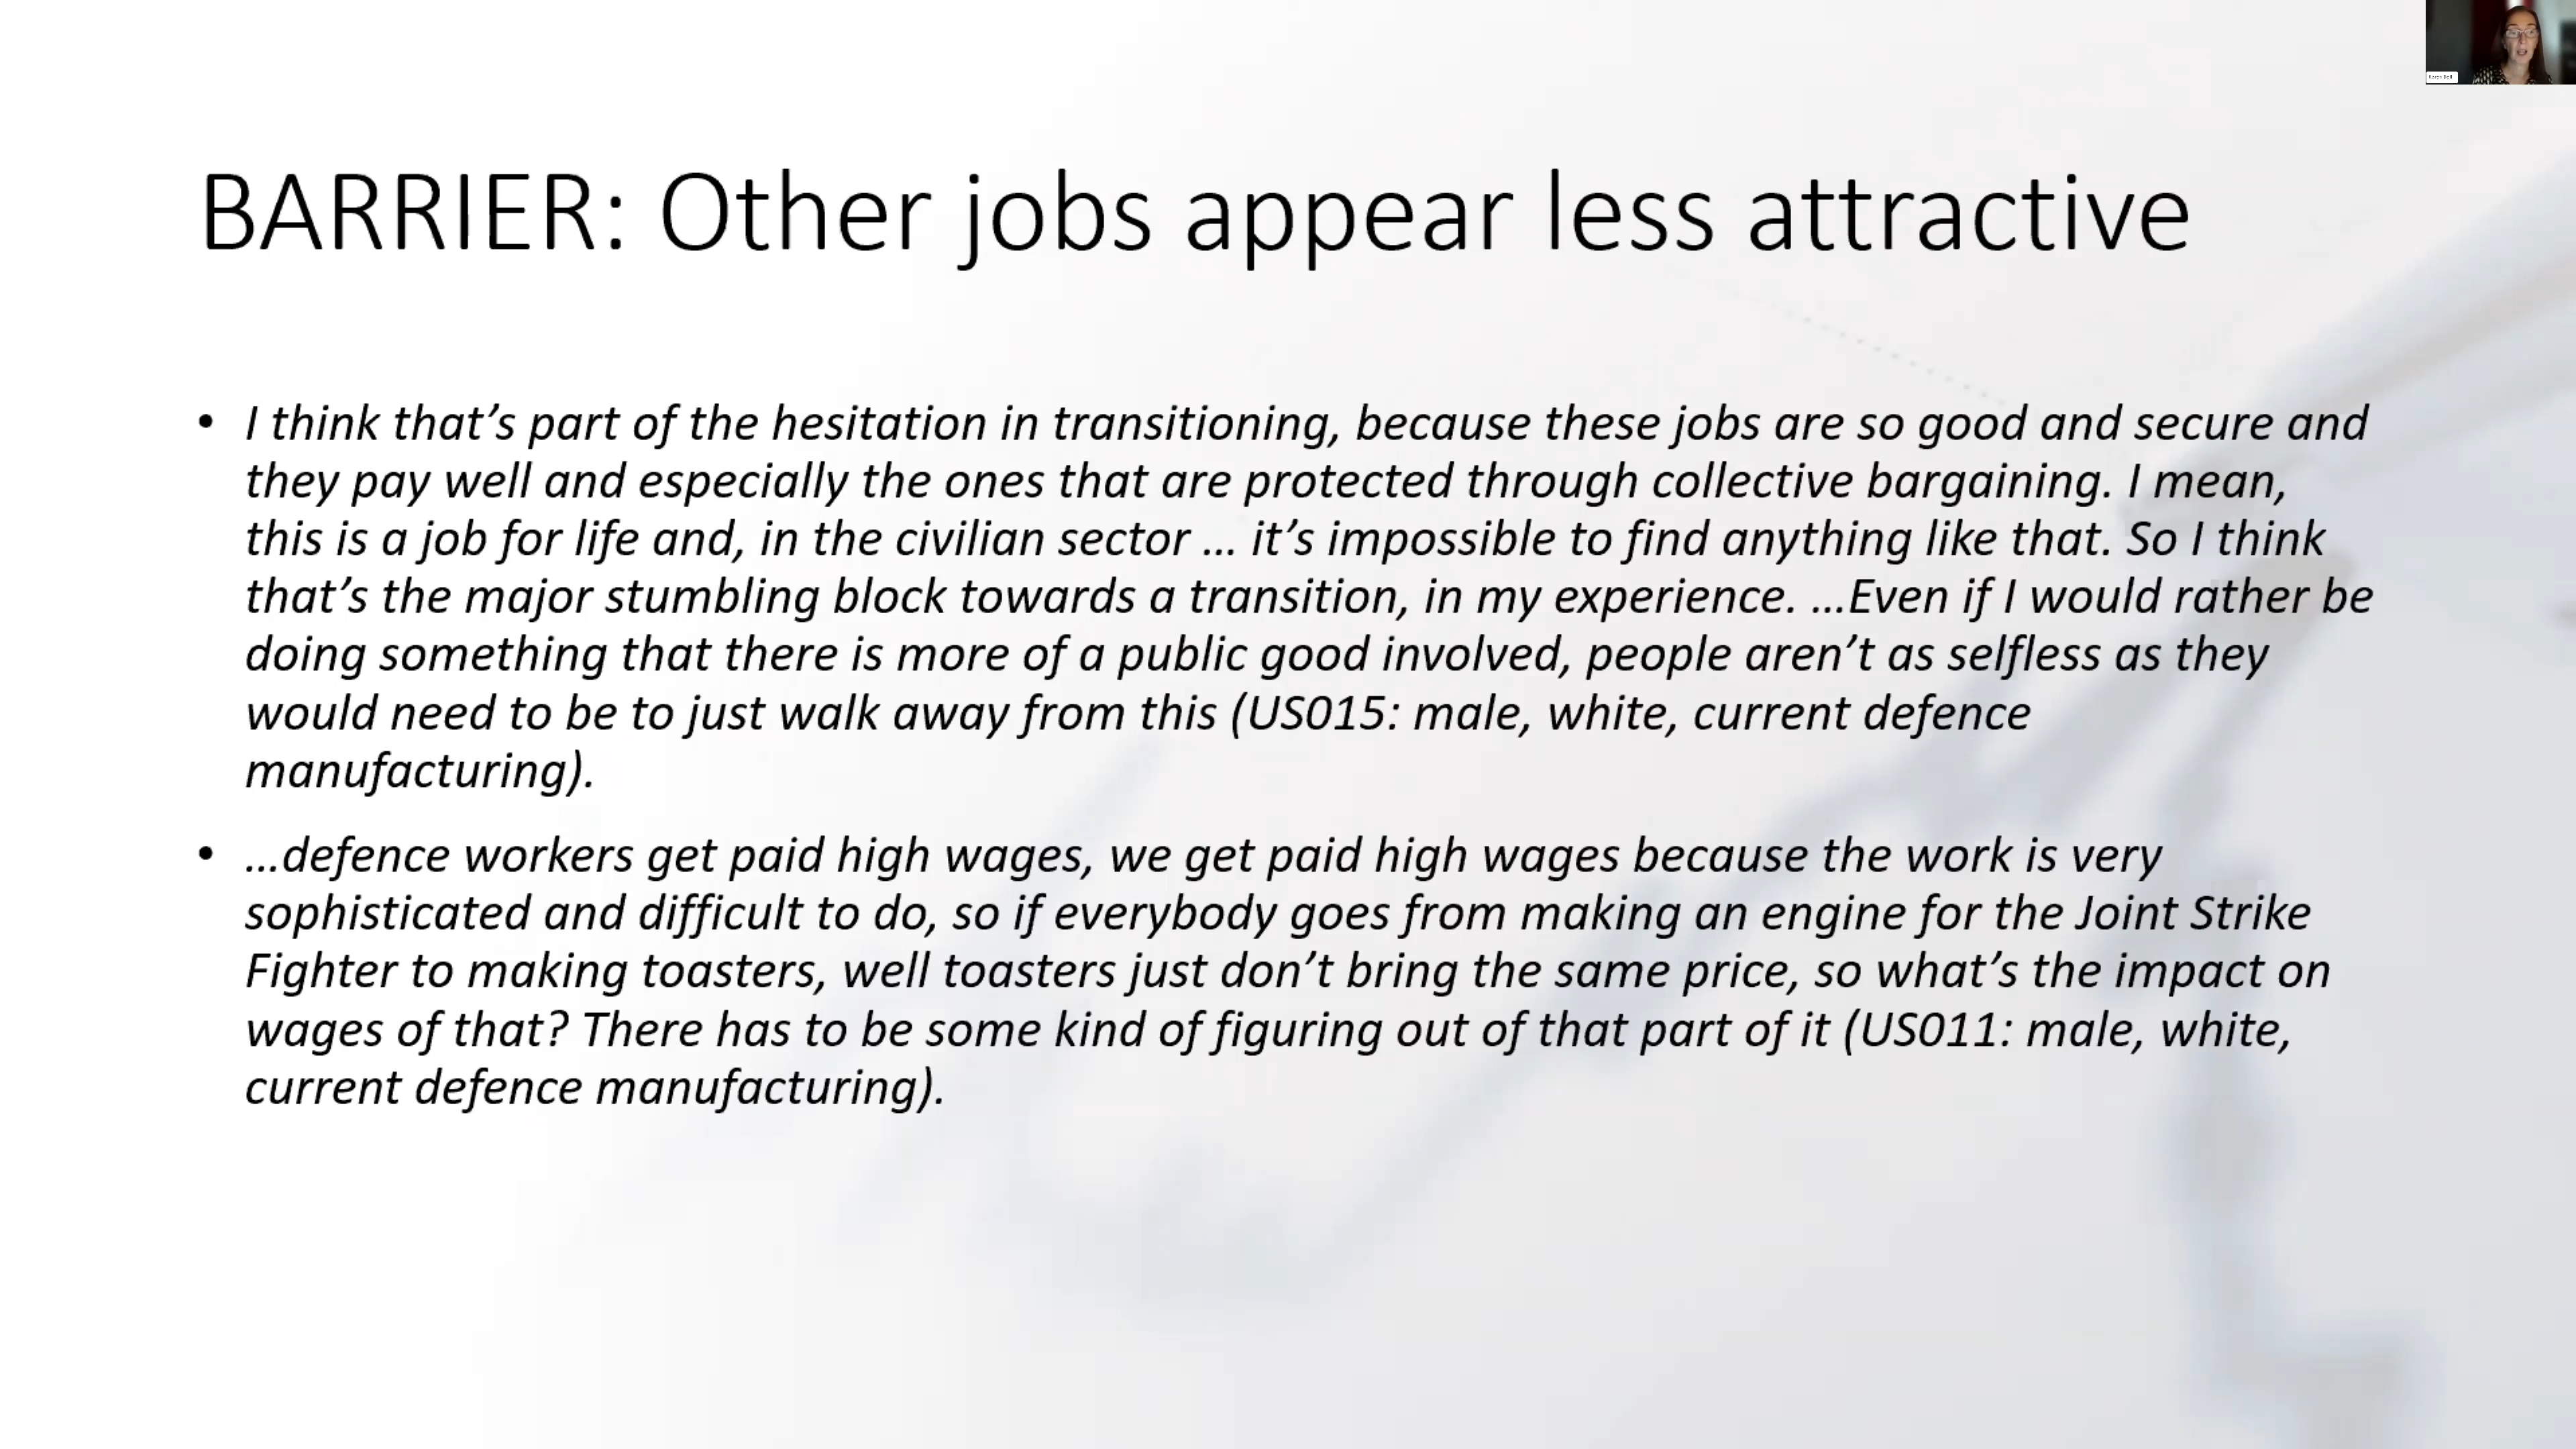 BARRIER: Other jobs appear less attractive
• I think that’s part of the hesitation in transitioning, because these jobs are so good and secure and
they pay well and especially the ones that are protected through collective bargaining. I mean,
this is a job for life and, in the civilian sector … it’s impossible to find anything like that. So I think
that’s the major stumbling block towards a transition, in my experience. …Even if I would rather be
doing something that there is more of a public good involved, people aren’t as selfless as they
would need to be to just walk away from this (US015: male, white, current defence
manufacturing).
• …defence workers get paid high wages, we get paid high wages because the work is very
sophisticated and difficult to do, so if everybody goes from making an engine for the Joint Strike
Fighter to making toasters, well toasters just don’t bring the same price, so what’s the impact on
wages of that? There has to be some kind of figuring out of that part of it (US011: male, white,
current defence manufacturing).